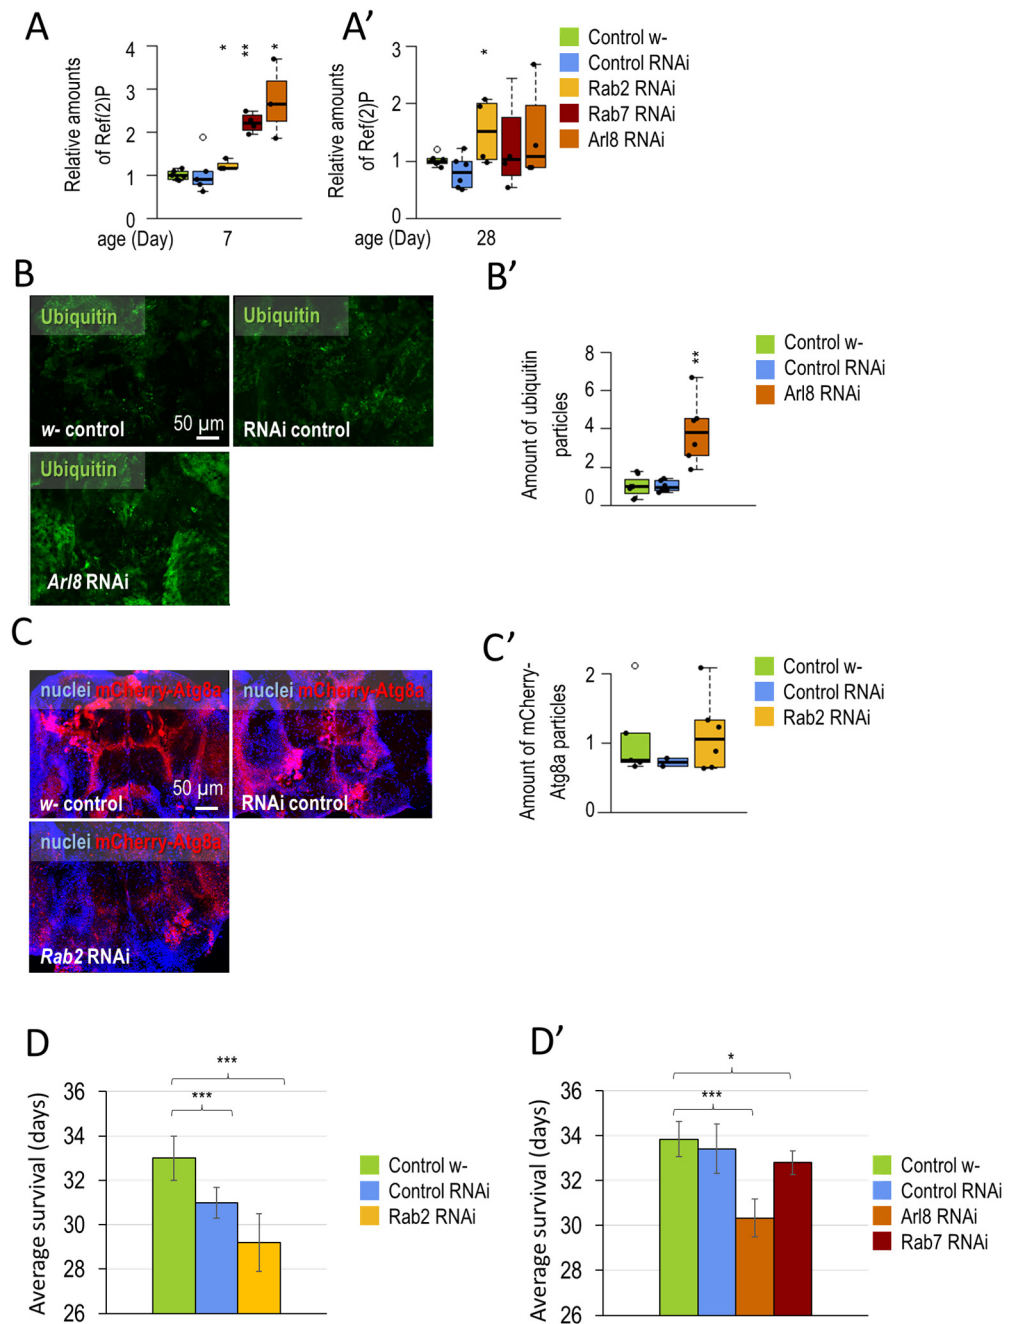 A
Relative amounts
of Ref(2)P
4
3
2
1
0
*
**
*
age (Day)
7
A’
Relative amounts
of Ref(2)P
3
2
1
0
*
age (Day)
28
Control w-
Control RNAi
Rab2 RNAi
Rab7 RNAi
Arl8 RNAi
B
Ubiquitin
w- control
50 µm
Ubiquitin
RNAi control
Ubiquitin
Arl8 RNAi
B’
Amount of ubiquitin
particles
8
6
4
2
0
**
Control w-
Control RNAi
Arl8 RNAi
C
nuclei mCherry-Atg8a
w- control
50 µm
nuclei mCherry-Atg8a
RNAi control
nuclei mCherry-Atg8a
Rab2 RNAi
C’
Amount of mCherry-
Atg8a particles
2
1
0
Control w-
Control RNAi
Rab2 RNAi
D
Average survival (days)
36
34
32
30
28
26
***
***
Control w-
Control RNAi
Rab2 RNAi
D’
Average survival (days)
36
34
32
30
28
26
*
***
Control w-
Control RNAi
Arl8 RNAi
Rab7 RNAi